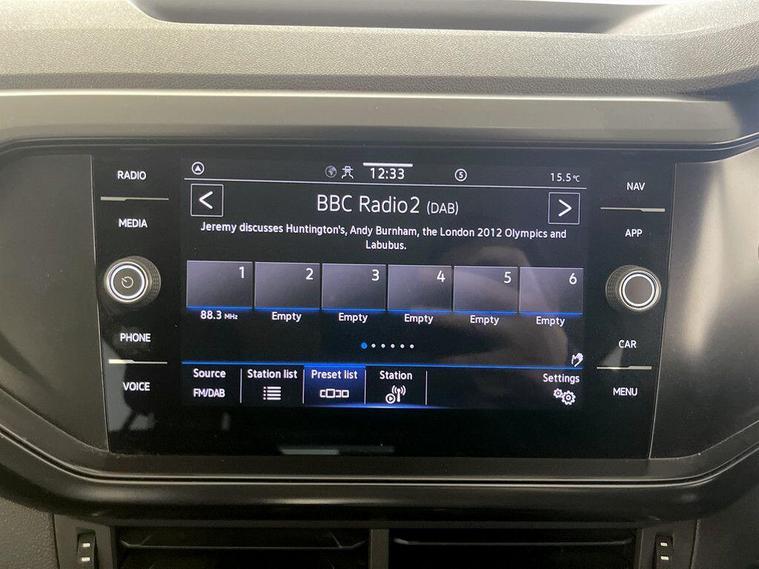 12:33
5
15.5°C
RADIO
MEDIA
PHONE
VOICE
BBC Radio2 (DAB)
Jeremy discusses Huntington's, Andy Burnham, the London 2012 Olympics and
Labubus.
1 2 3 4 5 6
88.3 MHz Empty Empty Empty Empty Empty
Source Station list Preset list Station Settings
FM/DAB
NAV
APP
CAR
MENU